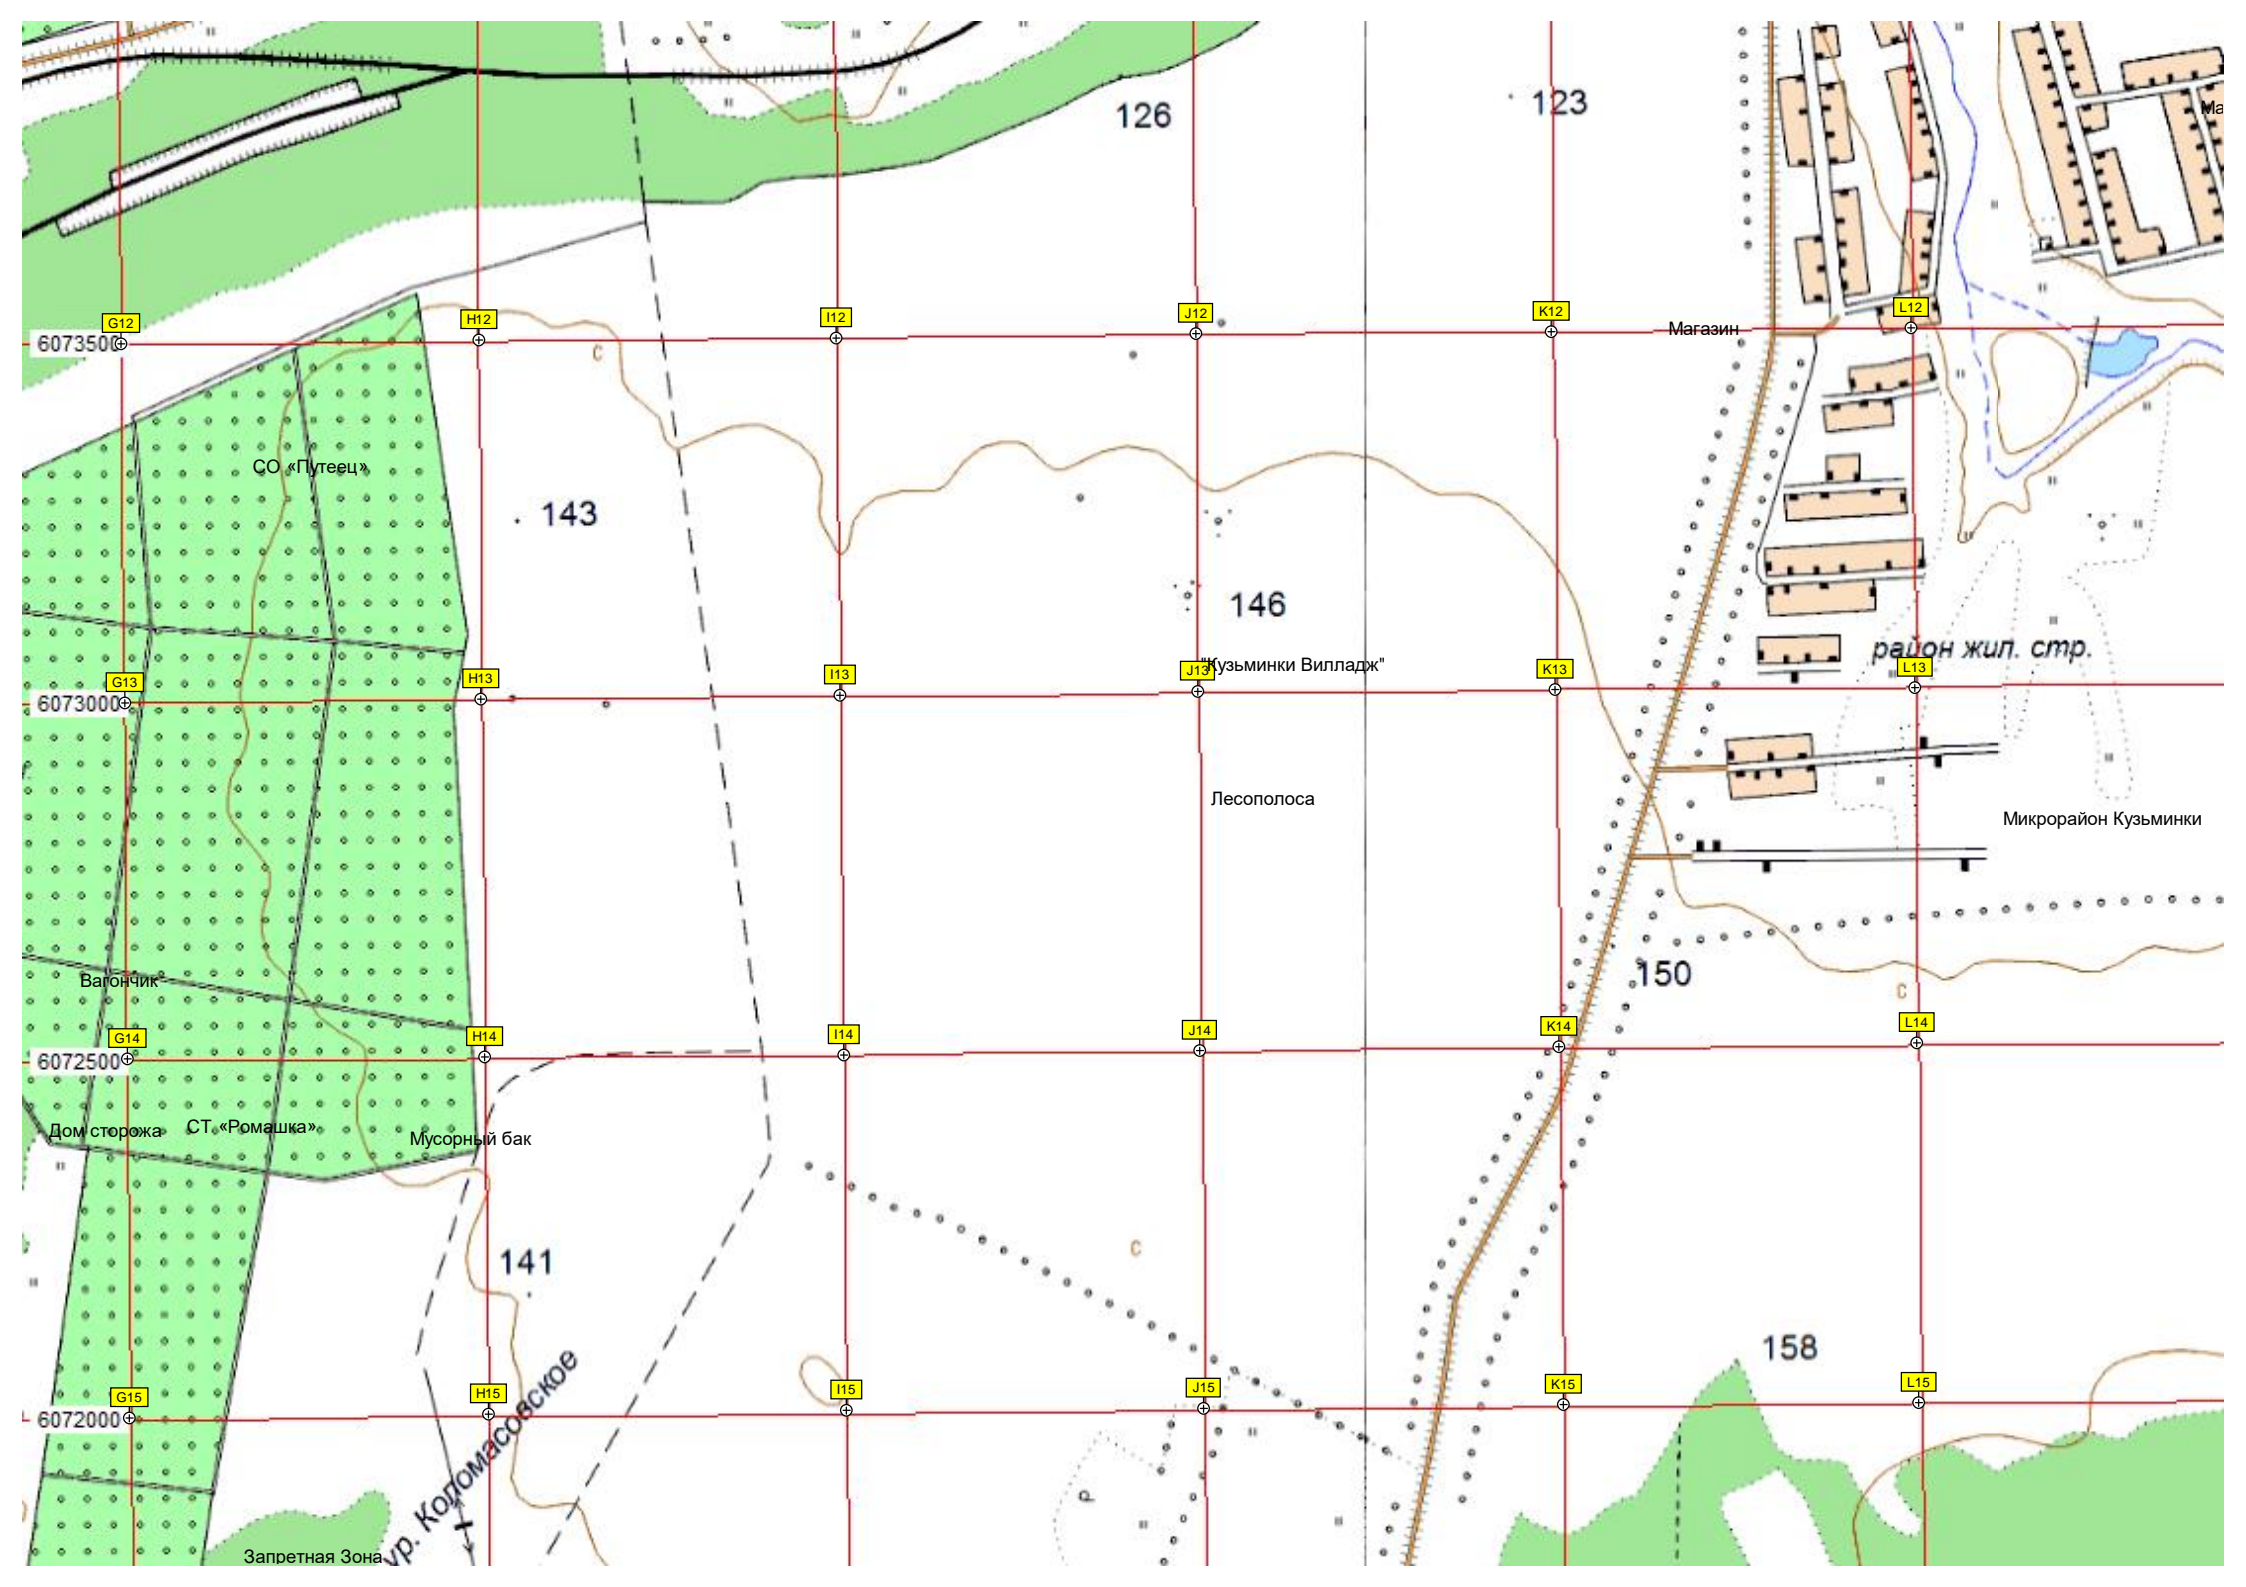 126
123
Ма
G12
H12
I12
J12
K12
L12
6073500
Магазин
С
СО «Путеец»
143
146
район жил. стр.
"Кузьминки Вилладж"
G13
H13
I13
J13
K13
L13
6073000
Лесополоса
Микрорайон Кузьминки
Вагончик
150
С
G14
H14
I14
J14
K14
L14
6072500
Дом сторожа
СТ «Ромашка»
Мусорный бак
141
С
158
G15
H15
I15
J15
K15
L15
6072000
ур. Коломасовское
р
Запретная Зона